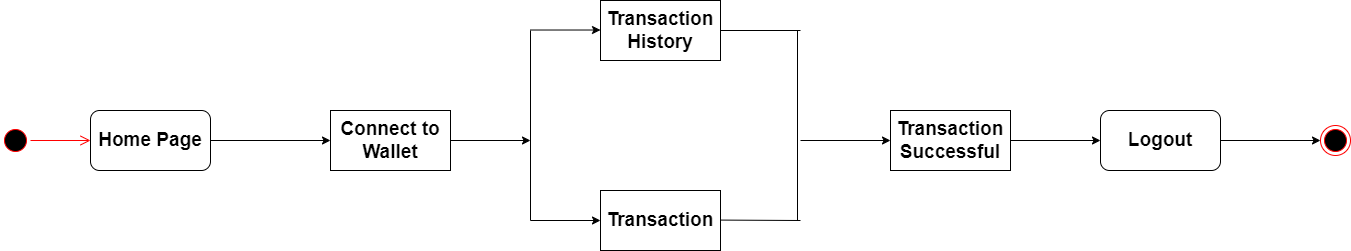 Home Page
Connect to
Wallet
Transaction
History
Transaction
Transaction
Successful
Logout